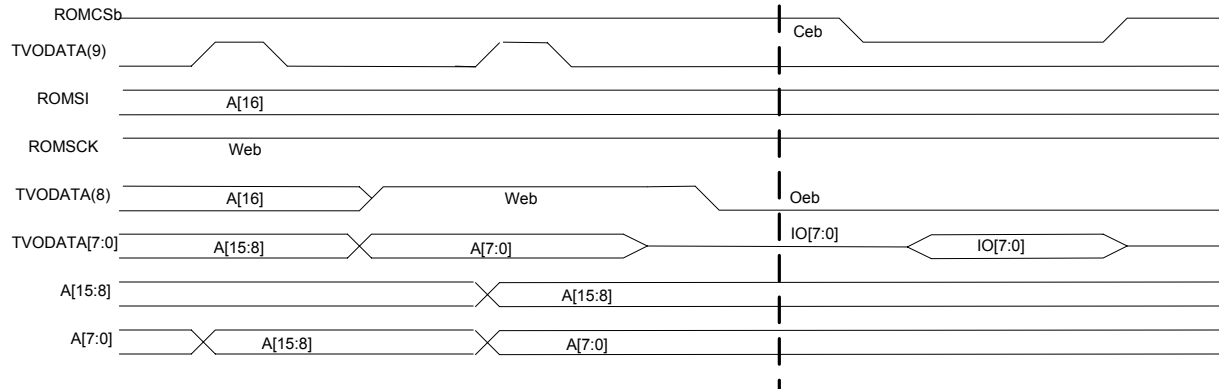 ROMCSb
Ceb
TVODATA(9)
ROMSI
A[16]
ROMSCK
Web
TVODATA(8)
A[16]
Web
Oeb
TVODATA[7:0]
A[15:8]
A[7:0]
IO[7:0]
IO[7:0]
A[15:8]
A[15:8]
A[7:0]
A[15:8]
A[7:0]